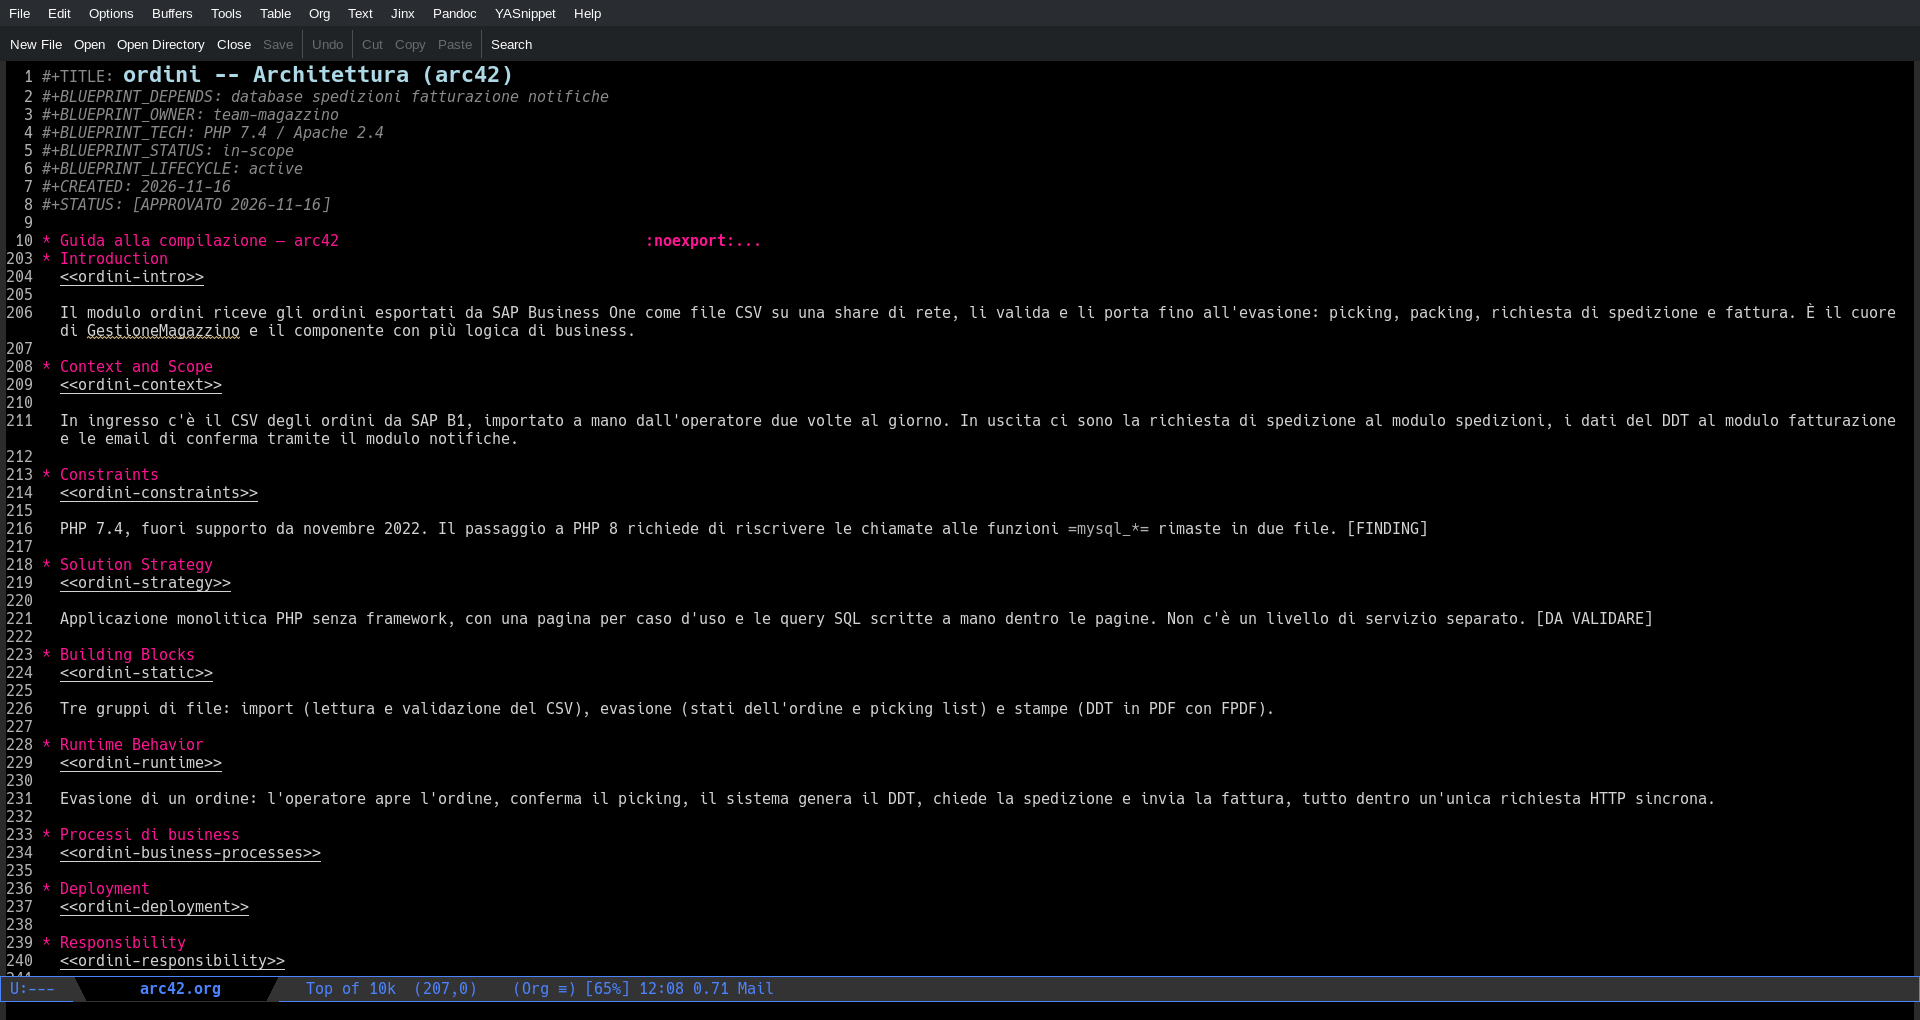 File Edit Options Buffers Tools Table Org Text Jinx Pandoc YASnippet Help
New File Open Open Directory Close Save Undo Cut Copy Paste Search
1 #+TITLE: ordini -- Architettura (arc42)
2 #+BLUEPRINT_DEPENDS: database spedizioni fatturazione notifiche
3 #+BLUEPRINT_OWNER: team-magazzino
4 #+BLUEPRINT_TECH: PHP 7.4 / Apache 2.4
5 #+BLUEPRINT_STATUS: in-scope
6 #+BLUEPRINT_LIFECYCLE: active
7 #+CREATED: 2026-11-16
8 #+STATUS: [APPROVATO 2026-11-16]
9
10 * Guida alla compilazione — arc42 :noexport:...
203 * Introduction
204 <<ordini-intro>>
205
206 Il modulo ordini riceve gli ordini esportati da SAP Business One come file CSV su una share di rete, li valida e li porta fino all'evasione: picking, packing, richiesta di spedizione e fattura. È il cuore
di GestioneMagazzino e il componente con più logica di business.
207
208 * Context and Scope
209 <<ordini-context>>
210
211 In ingresso c'è il CSV degli ordini da SAP B1, importato a mano dall'operatore due volte al giorno. In uscita ci sono la richiesta di spedizione al modulo spedizioni, i dati del DDT al modulo fatturazione
e le email di conferma tramite il modulo notifiche.
212
213 * Constraints
214 <<ordini-constraints>>
215
216 PHP 7.4, fuori supporto da novembre 2022. Il passaggio a PHP 8 richiede di riscrivere le chiamate alle funzioni =mysql_*= rimaste in due file. [FINDING]
217
218 * Solution Strategy
219 <<ordini-strategy>>
220
221 Applicazione monolitica PHP senza framework, con una pagina per caso d'uso e le query SQL scritte a mano dentro le pagine. Non c'è un livello di servizio separato. [DA VALIDARE]
222
223 * Building Blocks
224 <<ordini-static>>
225
226 Tre gruppi di file: import (lettura e validazione del CSV), evasione (stati dell'ordine e picking list) e stampe (DDT in PDF con FPDF).
227
228 * Runtime Behavior
229 <<ordini-runtime>>
230
231 Evasione di un ordine: l'operatore apre l'ordine, conferma il picking, il sistema genera il DDT, chiede la spedizione e invia la fattura, tutto dentro un'unica richiesta HTTP sincrona.
232
233 * Processi di business
234 <<ordini-business-processes>>
235
236 * Deployment
237 <<ordini-deployment>>
238
239 * Responsibility
240 <<ordini-responsibility>>
U:--- arc42.org Top of 10k (207,0) (Org ≡) [65%] 12:08 0.71 Mail